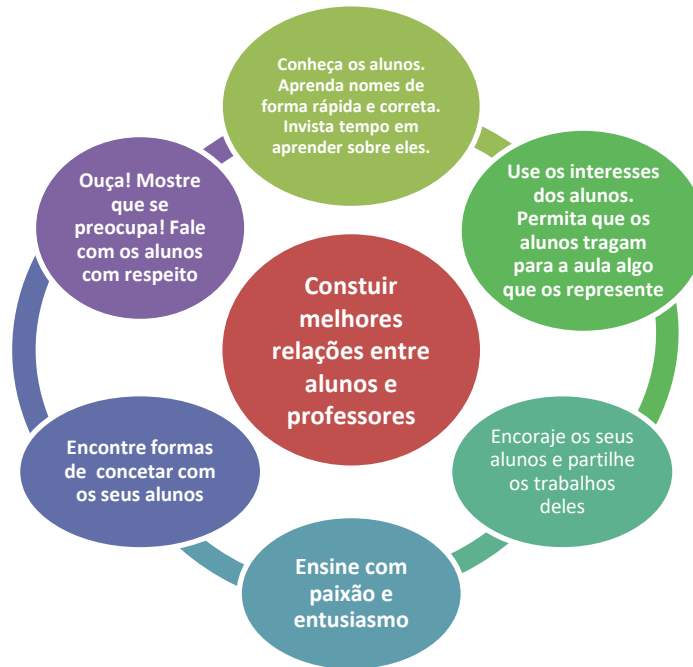 Conheça os alunos.
Aprenda nomes de
forma rápida e correta.
Invista tempo em
aprender sobre eles.
Use os interesses
dos alunos.
Permita que os
alunos tragam
para a aula algo
que os represente
Encoraje os seus
alunos e partilhe
os trabalhos
deles
Ensine com
paixão e
entusiasmo
Encontre formas
de concetar com
os seus alunos
Ouça! Mostre
que se
preocupa! Fale
com os alunos
com respeito
Constuir
melhores
relações entre
alunos e
professores